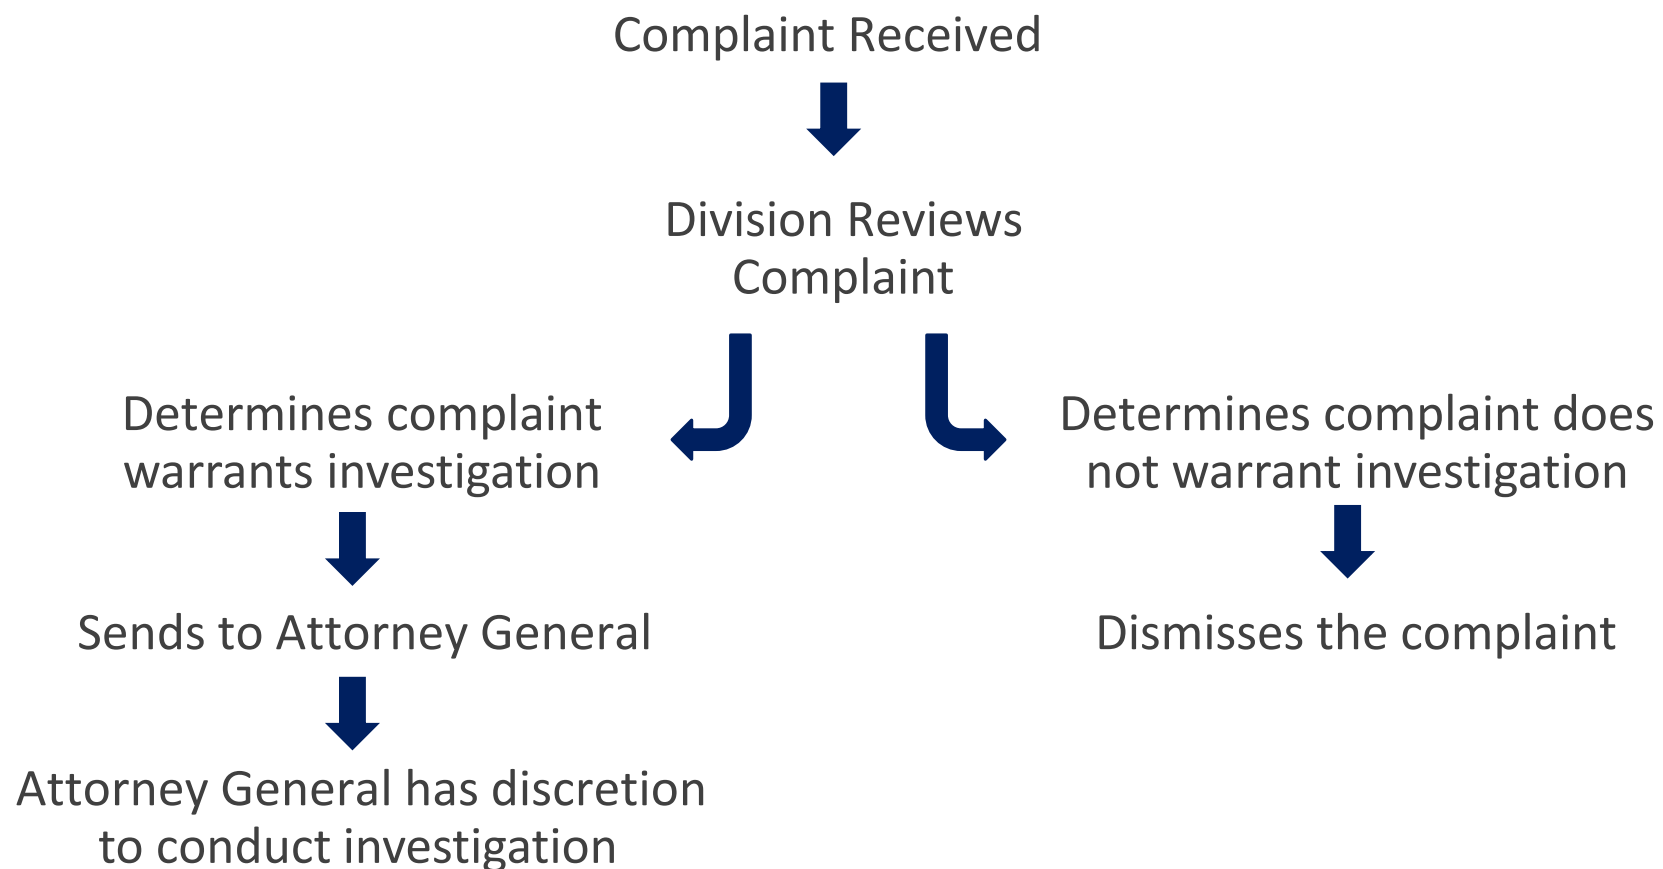 Complaint Received
Division Reviews
Complaint
Determines complaint
warrants investigation
Determines complaint does
not warrant investigation
Sends to Attorney General
Dismisses the complaint
Attorney General has discretion
to conduct investigation